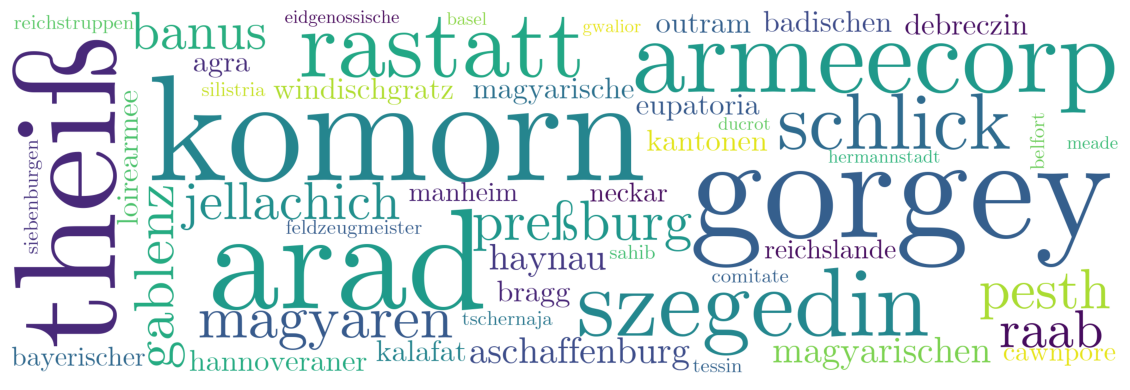 reichstruppen
banus
eidgenossische
rastatt
basel
gwalior
outram
badischen
debreczin
agra
armeecorp
silistria
windischgratz
magyarische
eupatoria
theiß
loirearmee
komorn
ducrot
kantonen
schlick
belfort
meade
hermannstadt
siebenburgen
gablenz
jellachich
manheim
neckar
gorgey
feldzeugmeister
preßburg
arad
haynau
sahib
reichslande
comitate
bragg
szegedin
pesth
magyaren
tschernaja
raab
bayerischer
hannoveraner
kalafat
aschaffenburg
tessin
magyarischen
cawnpore